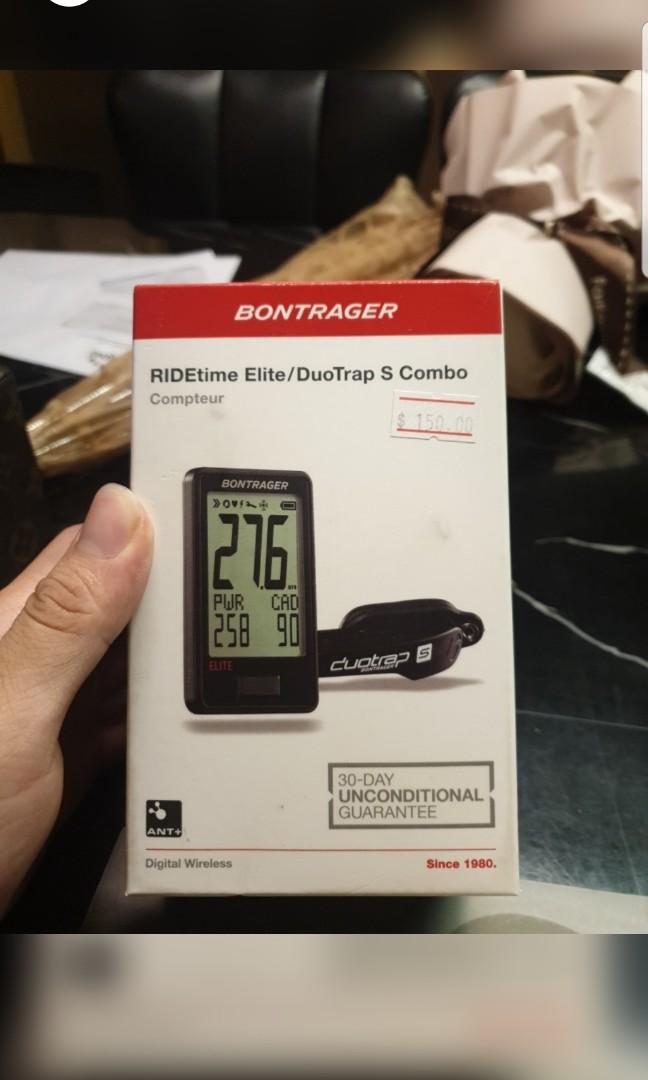 BONTRAGER
RIDEtime Elite/DuoTrap S Combo
Compteur
$ 150.00
BONTRAGER
27.6
PWR CAD
258 90
ELITE
duotrap S
BONTRAGER
30-DAY
UNCONDITIONAL
GUARANTEE
ANT+
Digital Wireless
Since 1980.